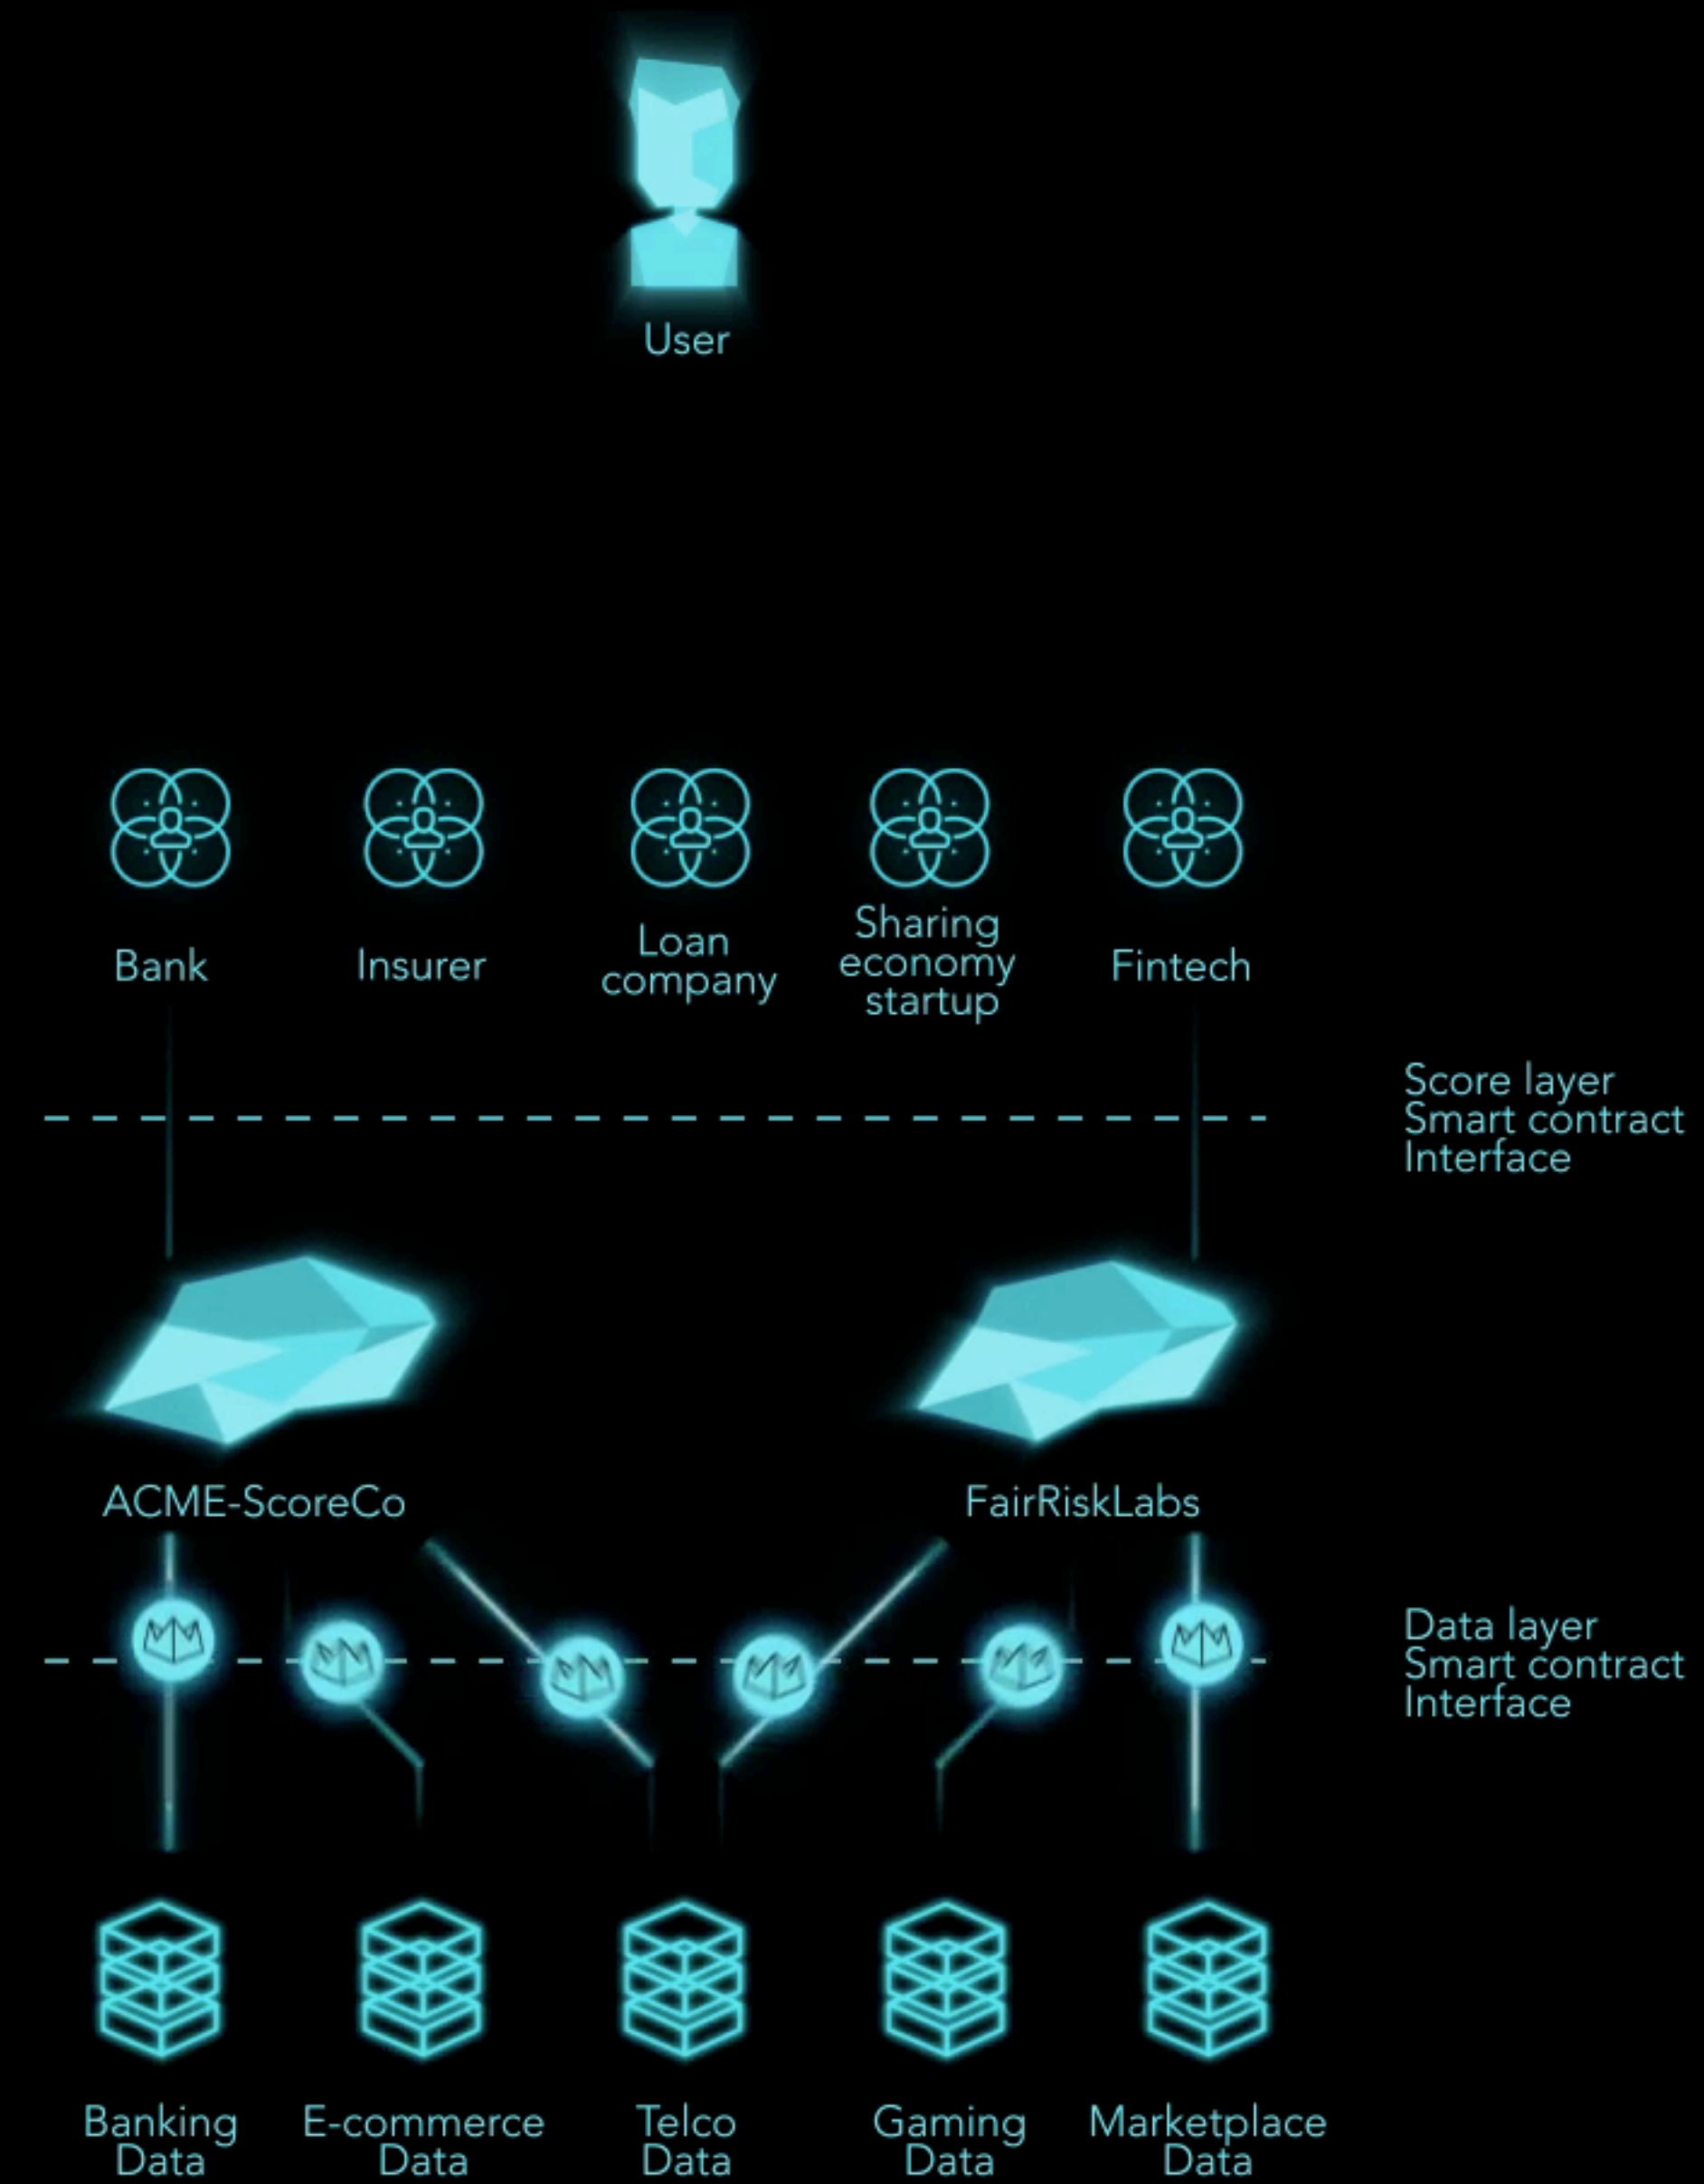 User
Bank
Insurer
Loan
company
Sharing
economy
startup
Fintech
Score layer
Smart contract
Interface
ACME-ScoreCo
FairRiskLabs
Data layer
Smart contract
Interface
Banking
Data
E-commerce
Data
Telco
Data
Gaming
Data
Marketplace
Data